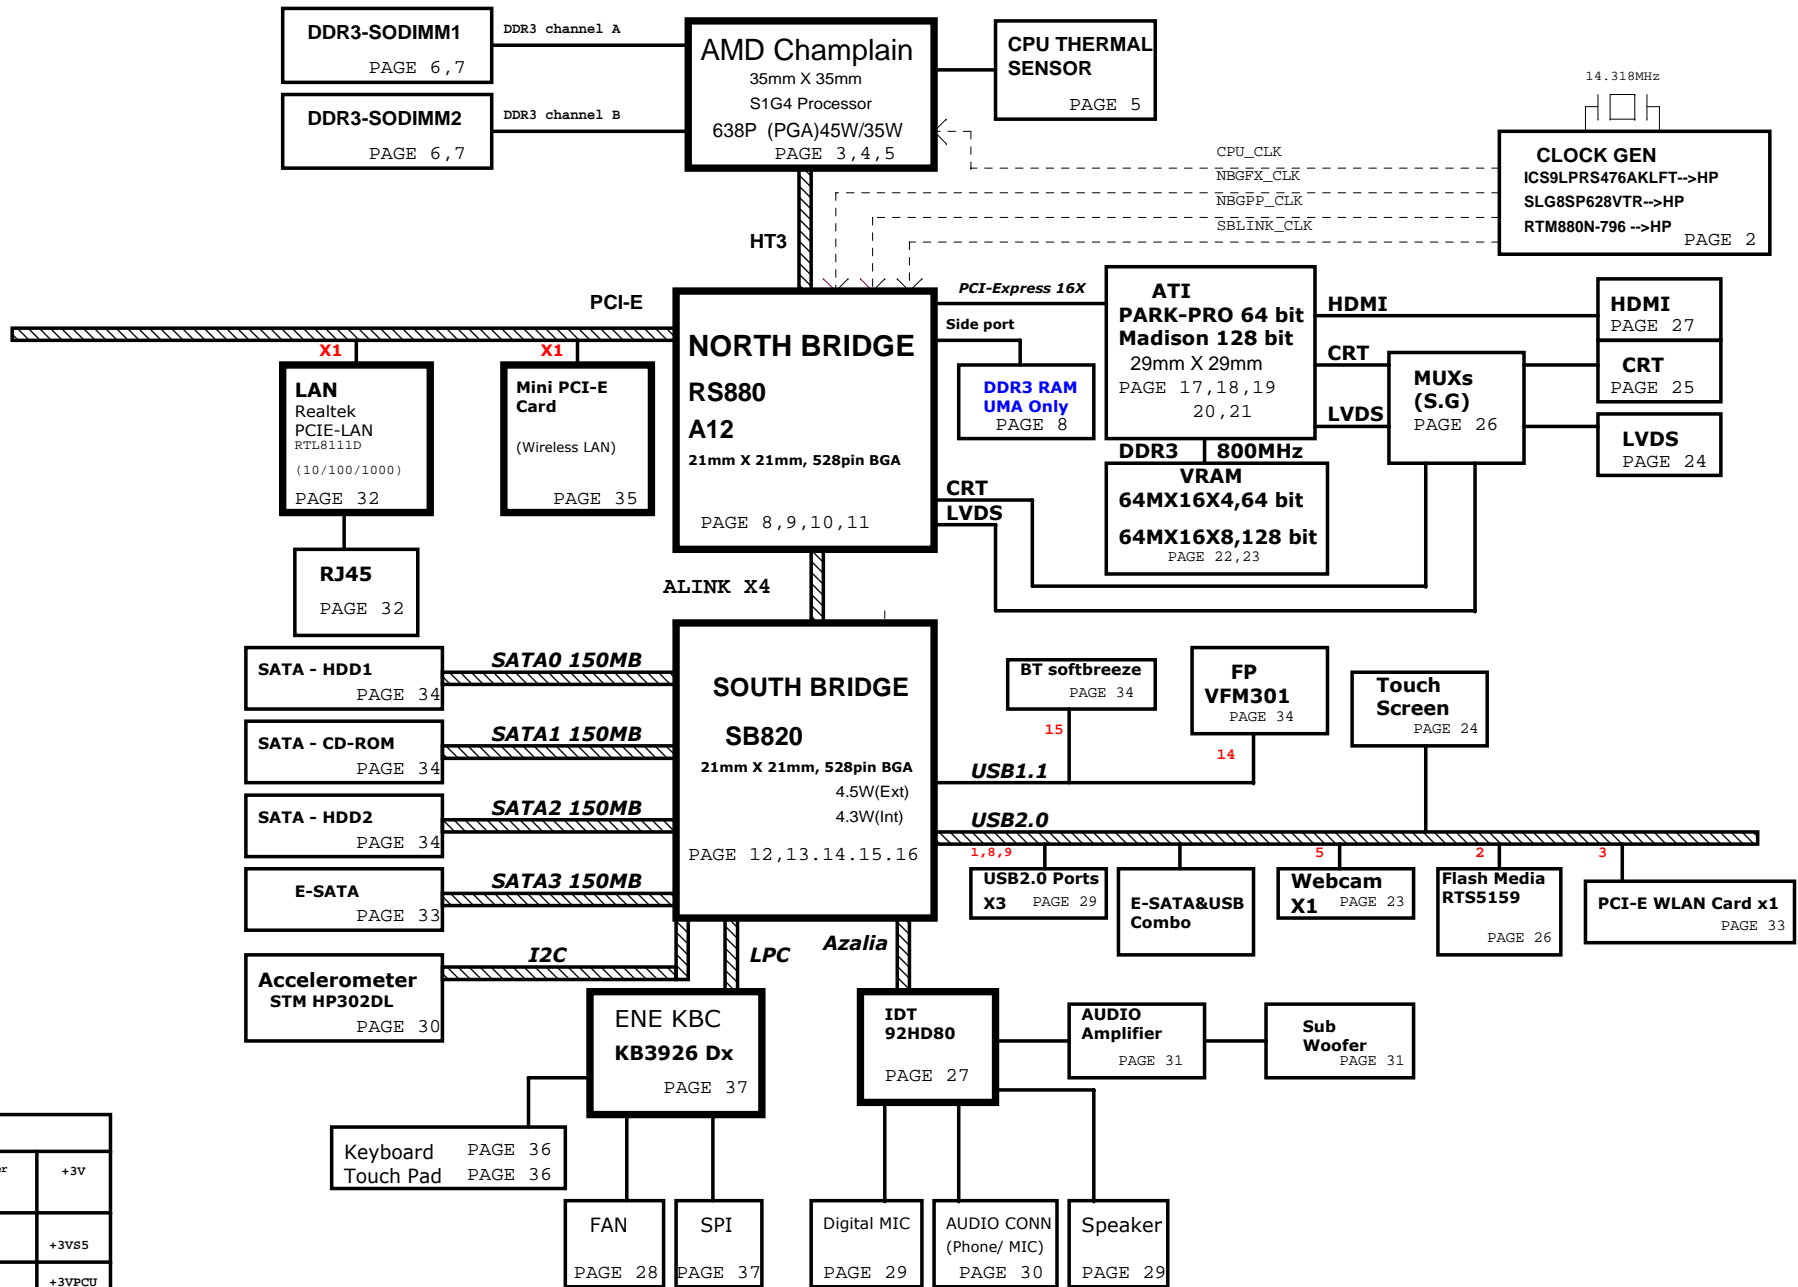 DDR3-SODIMM1
PAGE 6,7
DDR3 channel A
DDR3-SODIMM2
PAGE 6,7
DDR3 channel B
AMD Champlain
35mm X 35mm
S1G4 Processor
638P (PGA)45W/35W
PAGE 3,4,5
CPU THERMAL
SENSOR
PAGE 5
14.318MHz
CLOCK GEN
ICS9LPRS476AKLFT-->HP
SLG8SP628VTR-->HP
RTM880N-796 -->HP
PAGE 2
CPU_CLK
NBGFX_CLK
NBGPP_CLK
SBLINK_CLK
HT3
PCI-E
X1
X1
LAN
Realtek
PCIE-LAN
RTL8111D
(10/100/1000)
PAGE 32
Mini PCI-E
Card
(Wireless LAN)
PAGE 35
RJ45
PAGE 32
NORTH BRIDGE
RS880
A12
21mm X 21mm, 528pin BGA
PAGE 8,9,10,11
PCI-Express 16X
Side port
DDR3 RAM
UMA Only
PAGE 8
CRT
LVDS
ATI
PARK-PRO 64 bit
Madison 128 bit
29mm X 29mm
PAGE 17,18,19
20,21
DDR3 800MHz
VRAM
64MX16X4,64 bit
64MX16X8,128 bit
PAGE 22,23
HDMI
CRT
LVDS
MUXs
(S.G)
PAGE 26
HDMI
PAGE 27
CRT
PAGE 25
LVDS
PAGE 24
ALINK X4
SOUTH BRIDGE
SB820
21mm X 21mm, 528pin BGA
4.5W(Ext)
4.3W(Int)
PAGE 12,13.14.15.16
SATA - HDD1
PAGE 34
SATA0 150MB
SATA - CD-ROM
PAGE 34
SATA1 150MB
SATA - HDD2
PAGE 34
SATA2 150MB
E-SATA
PAGE 33
SATA3 150MB
Accelerometer
STM HP302DL
PAGE 30
I2C
LPC
Azalia
BT softbreeze
PAGE 34
15
FP
VFM301
PAGE 34
14
Touch
Screen
PAGE 24
USB1.1
USB2.0
1,8,9
5
2
3
USB2.0 Ports
X3 PAGE 29
E-SATA&USB
Combo
Webcam
X1 PAGE 23
Flash Media
RTS5159
PAGE 26
PCI-E WLAN Card x1
PAGE 33
ENE KBC
KB3926 Dx
PAGE 37
IDT
92HD80
PAGE 27
AUDIO
Amplifier
PAGE 31
Sub
Woofer
PAGE 31
Keyboard PAGE 36
Touch Pad PAGE 36
FAN
PAGE 28
SPI
PAGE 37
Digital MIC
PAGE 29
AUDIO CONN
(Phone/ MIC)
PAGE 30
Speaker
PAGE 29
+3V
+3VS5
+3VPCU